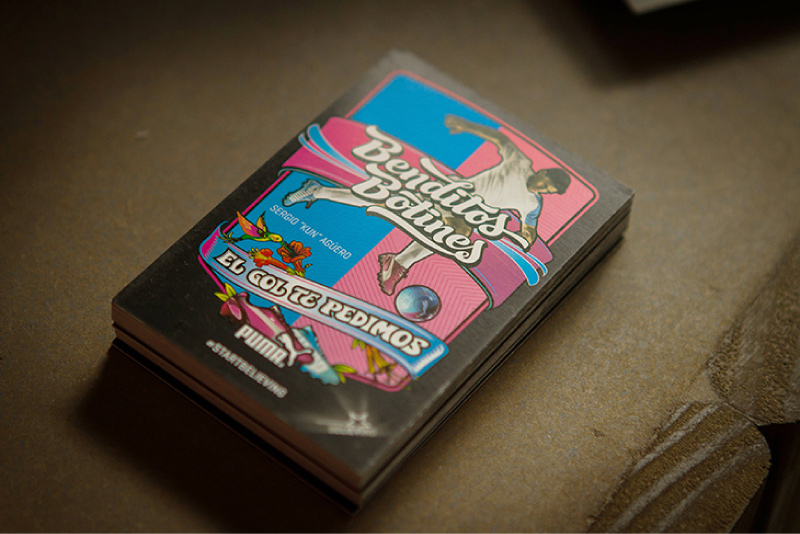 Benditos
Botines
SERGIO "KUN" AGÜERO
EL GOL TE PEDIMOS
PUMA
#STARTBELIEVING